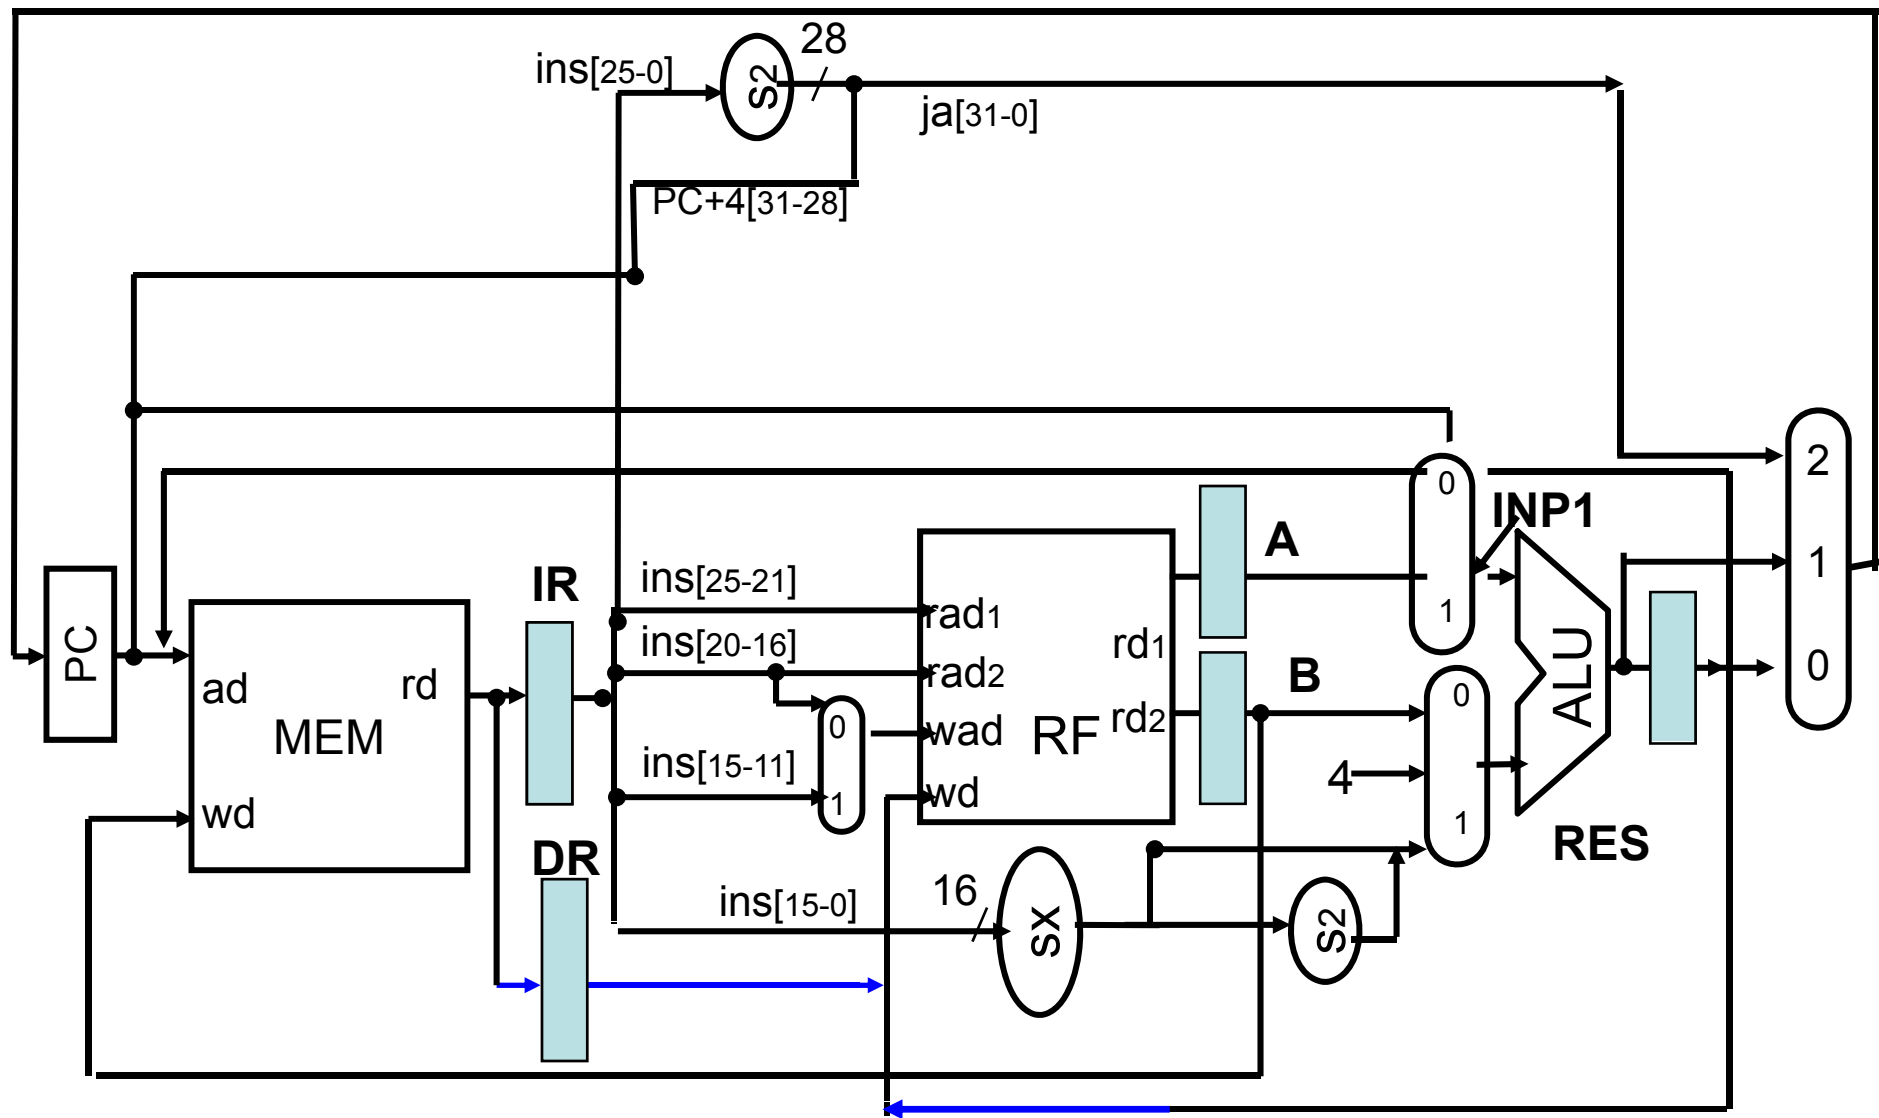 28
ins[25-0]
s2
ja[31-0]
PC+4[31-28]
2
0
INP1
A
1
IR
ins[25-21]
1
rad1
PC
ins[20-16]
rd1
ALU
rad2
B
0
ad
rd
0
rd2
0
MEM
wad
RF
ins[15-11]
4
1
wd
wd
1
RES
DR
16
ins[15-0]
sx
s2